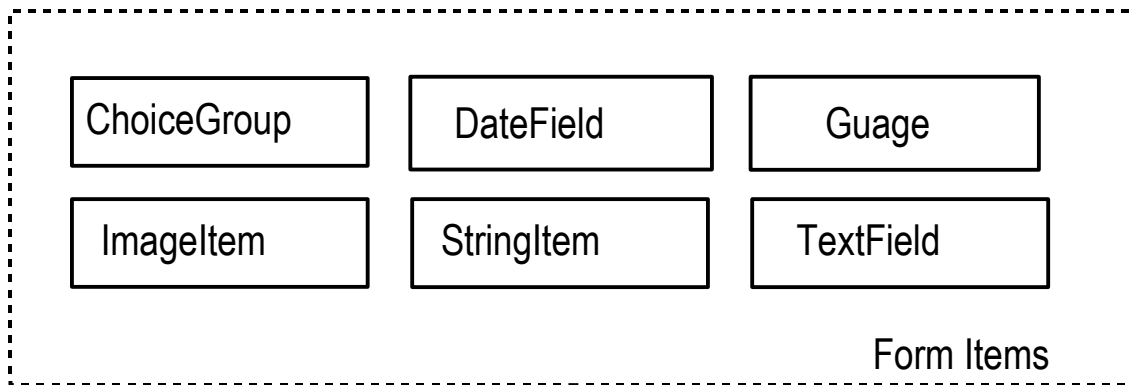 ChoiceGroup
DateField
Guage
ImageItem
StringItem
TextField
Form Items